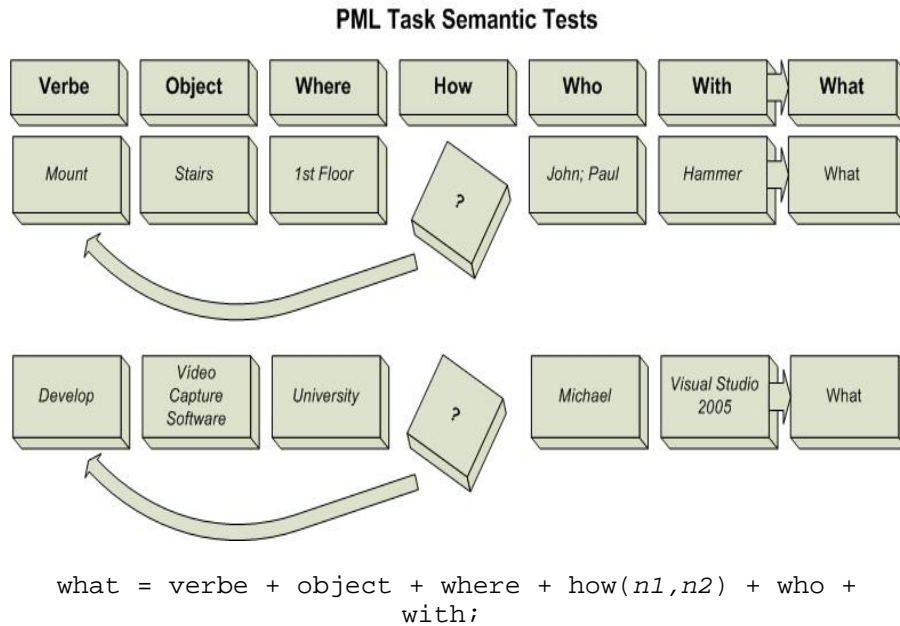 PML Task Semantic Tests
Verbe Object Where How Who With What
Mount Stairs 1st Floor ? John; Paul Hammer What
Develop Video Capture Software University ? Michael Visual Studio 2005 What
what = verbe + object + where + how(n1,n2) + who +
with;